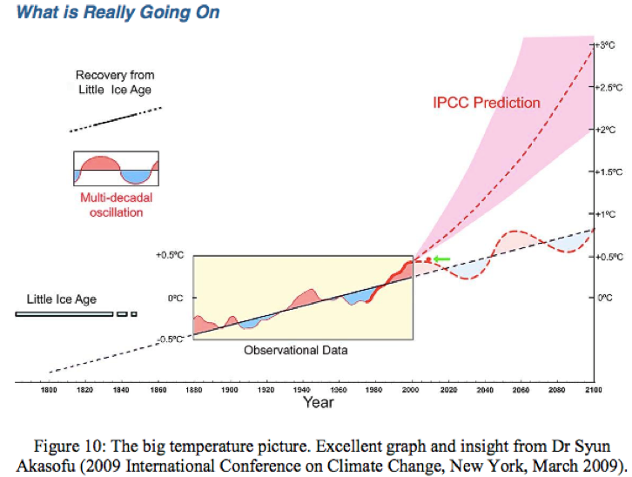 What is Really Going On
Recovery from
Little Ice Age
Multi-decadal
oscillation
Little Ice Age
IPCC Prediction
+3°C
+2.5°C
+2°C
+1.5°C
+1°C
+0.5°C
0°C
+0.5°C
0°C
-0.5°C
Observational Data
1800 1820 1840 1860 1880 1900 1920 1940 1960 1980 2000 2020 2040 2060 2080 2100
Year
Figure 10: The big temperature picture. Excellent graph and insight from Dr Syun
Akasofu (2009 International Conference on Climate Change, New York, March 2009).